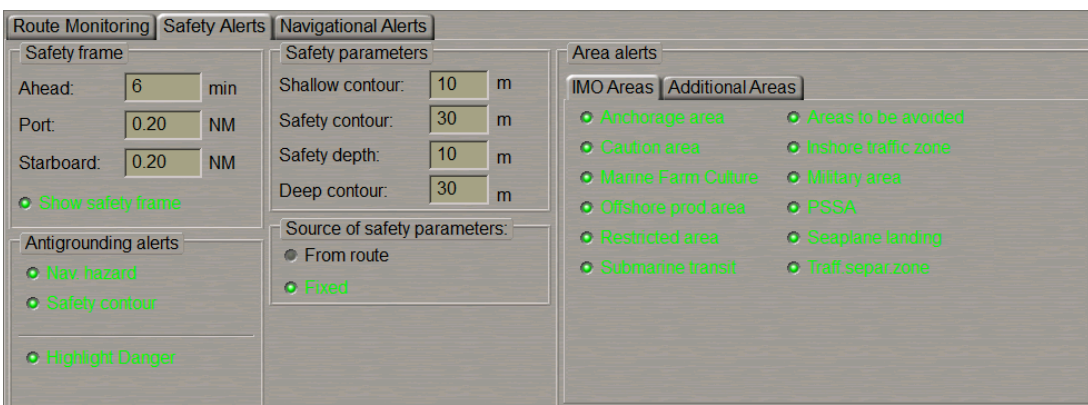 Route Monitoring Safety Alerts Navigational Alerts
Safety frame
Ahead: 6 min
Port: 0.20 NM
Starboard: 0.20 NM
Show safety frame
Antigrounding alerts
Nav. hazard
Safety contour
Highlight Danger
Safety parameters
Shallow contour: 10 m
Safety contour: 30 m
Safety depth: 10 m
Deep contour: 30 m
Source of safety parameters:
From route
Fixed
Area alerts
IMO Areas Additional Areas
Anchorage area Areas to be avoided
Caution area Inshore traffic zone
Marine Farm Culture Military area
Offshore prod.area PSSA
Restricted area Seaplane landing
Submarine transit Traff.separ.zone